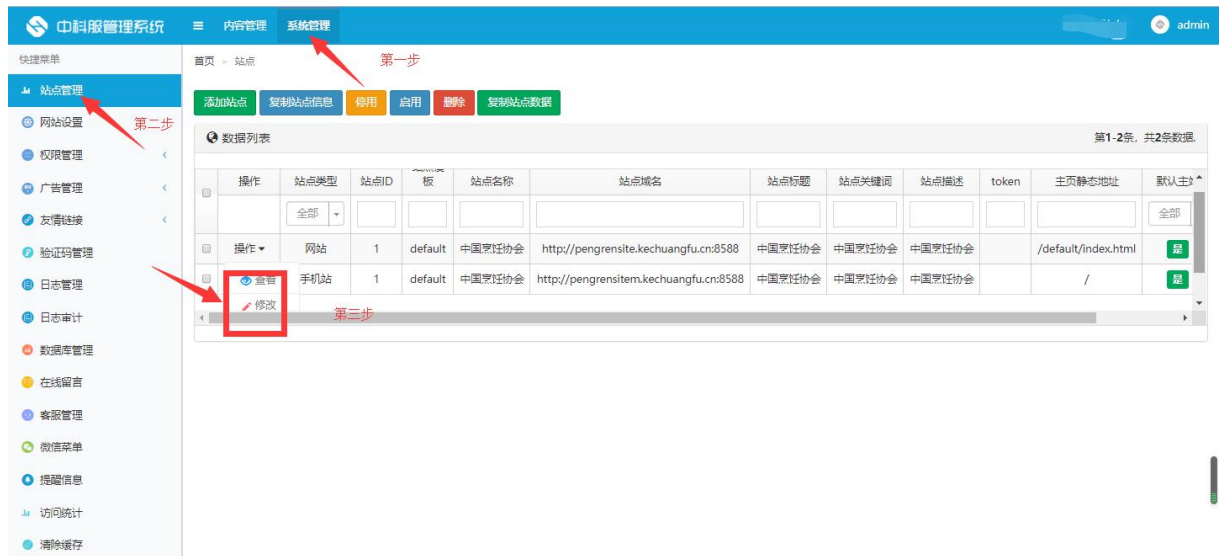 中科服管理系统 内容管理 系统管理 admin
快捷菜单
首页 > 站点
第一步
站点管理
添加站点 复制站点信息 停用 启用 删除 复制站点数据
网站设置
第二步
数据列表 第1-2条, 共2条数据.
权限管理
操作 站点类型 站点ID 板 站点名称 站点域名 站点标题 站点关键词 站点描述 token 主页静态地址
广告管理
全部 全部
友情链接
操作 网站 1 default 中国烹饪协会 http://pengrensite.kechuangfu.cn:8588 中国烹饪协会 中国烹饪协会 中国烹饪协会 /default/index.html 是
验证码管理
查看 手机站 1 default 中国烹饪协会 http://pengrensitem.kechuangfu.cn:8588 中国烹饪协会 中国烹饪协会 中国烹饪协会 / 是
日志管理
修改
第三步
日志审计
数据库管理
在线留言
客服管理
微信菜单
提醒信息
访问统计
清除缓存